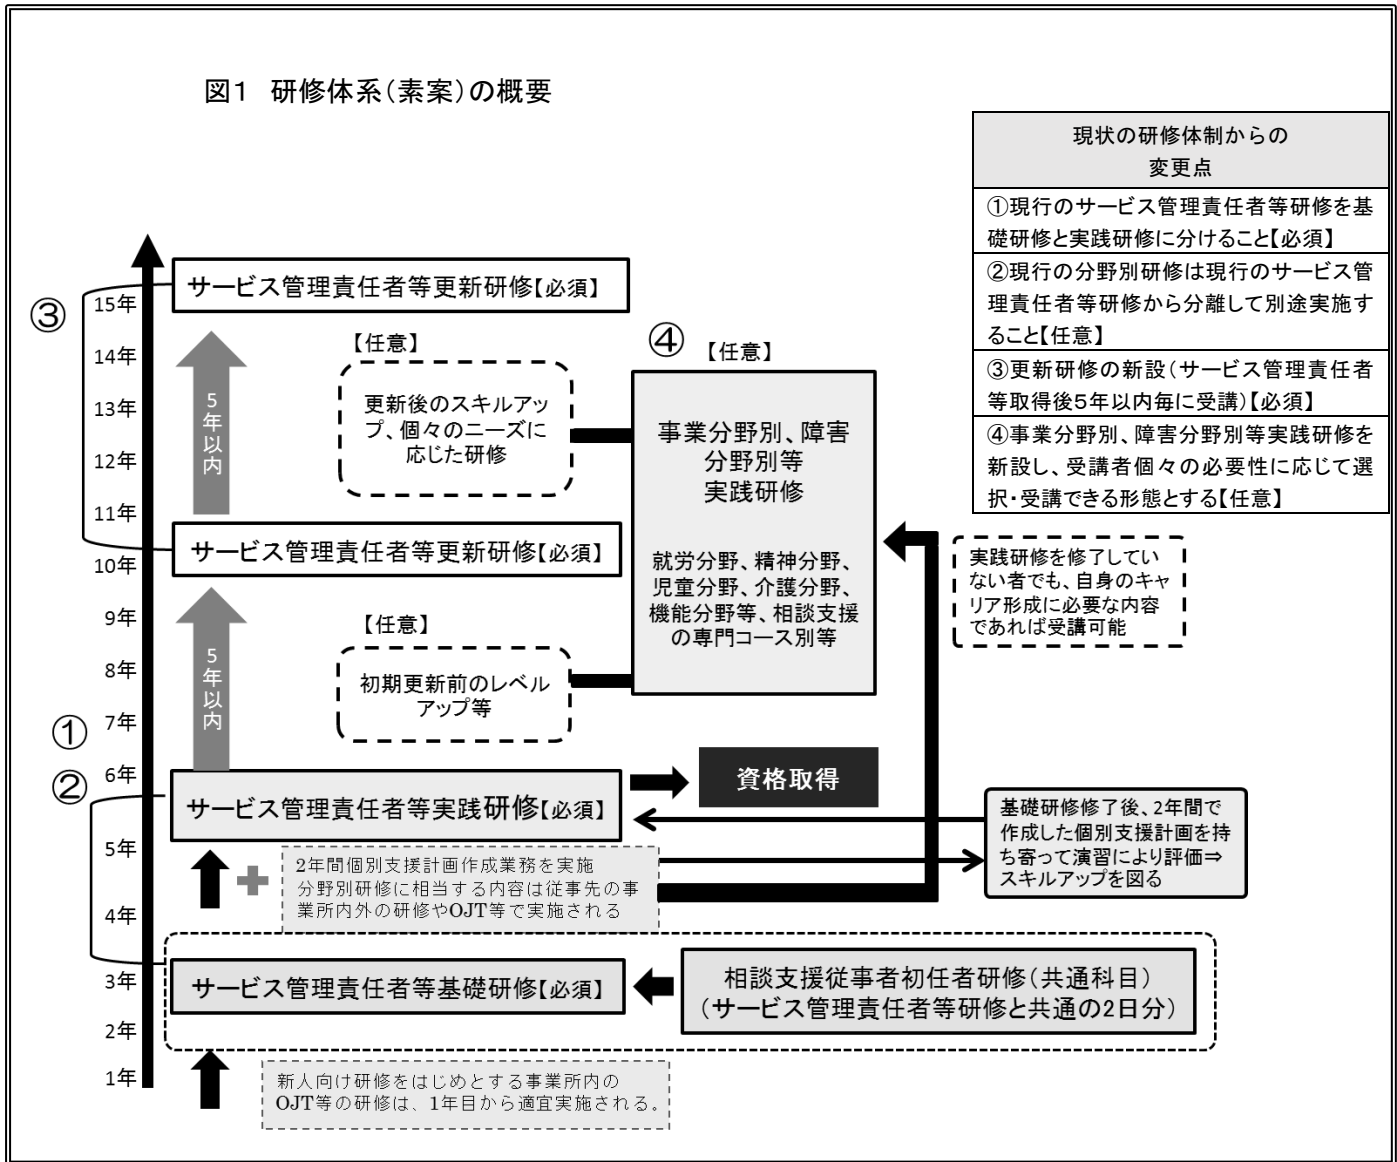 図1 研修体系(素案)の概要
現状の研修体制からの
変更点
①現行のサービス管理責任者等研修を基
礎研修と実践研修に分けること【必須】
②現行の分野別研修は現行のサービス管
理責任者等研修から分離して別途実施す
ること【任意】
③更新研修の新設(サービス管理責任者
等取得後5年以内毎に受講)【必須】
④事業分野別、障害分野別等実践研修を
新設し、受講者個々の必要性に応じて選
択・受講できる形態とする【任意】
③
15年
14年
13年
12年
11年
10年
9年
8年
7年
6年
5年
4年
3年
2年
1年
①
②
サービス管理責任者等更新研修【必須】
5年以内
【任意】
更新後のスキルアッ
プ、個々のニーズに
応じた研修
④ 【任意】
事業分野別、障害
分野別等
実践研修
就労分野、精神分野、
児童分野、介護分野、
機能分野等、相談支援
の専門コース別等
サービス管理責任者等更新研修【必須】
実践研修を修了してい
ない者でも、自身のキャ
リア形成に必要な内容
であれば受講可能
5年以内
【任意】
初期更新前のレベル
アップ等
サービス管理責任者等実践研修【必須】
資格取得
基礎研修修了後、2年間で
作成した個別支援計画を持
ち寄って演習により評価⇒
スキルアップを図る
2年間個別支援計画作成業務を実施
分野別研修に相当する内容は従事先の事
業所内外の研修やOJT等で実施される
サービス管理責任者等基礎研修【必須】
相談支援従事者初任者研修(共通科目)
(サービス管理責任者等研修と共通の2日分)
新人向け研修をはじめとする事業所内の
OJT等の研修は、1年目から適宜実施される。